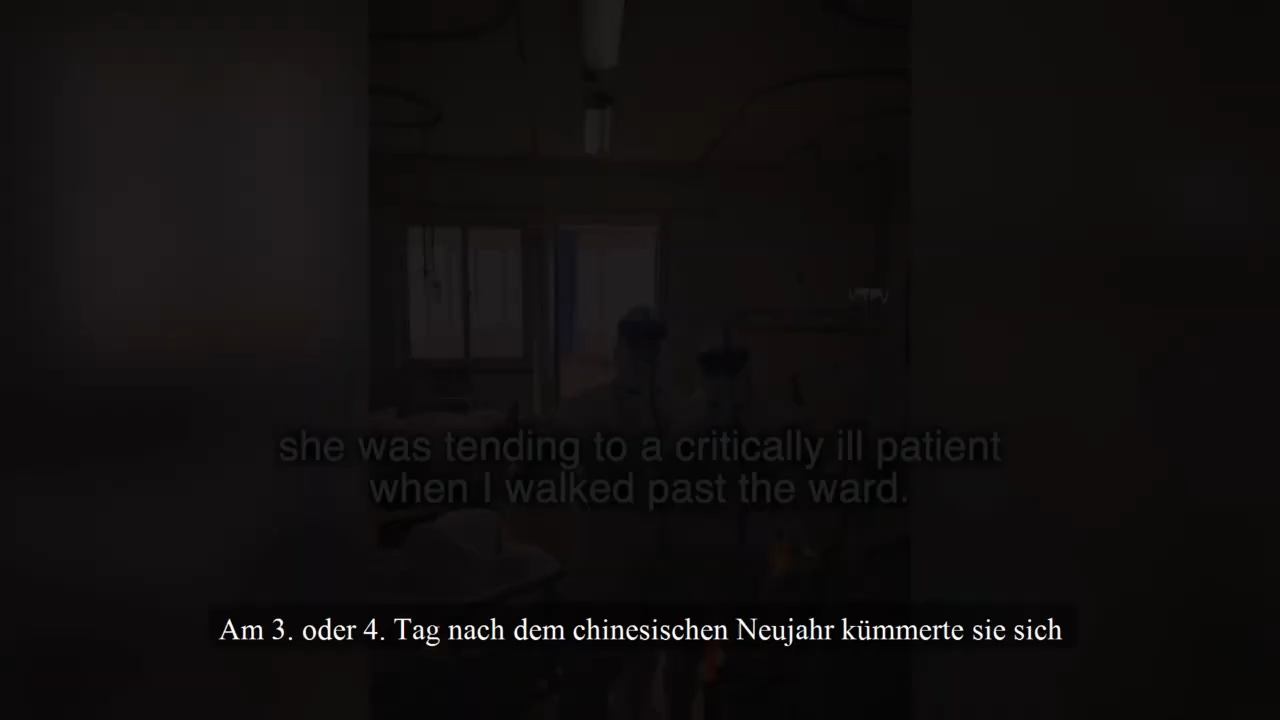 she was tending to a critically ill patient
when I walked past the ward.
Am 3. oder 4. Tag nach dem chinesischen Neujahr kümmerte sie sich